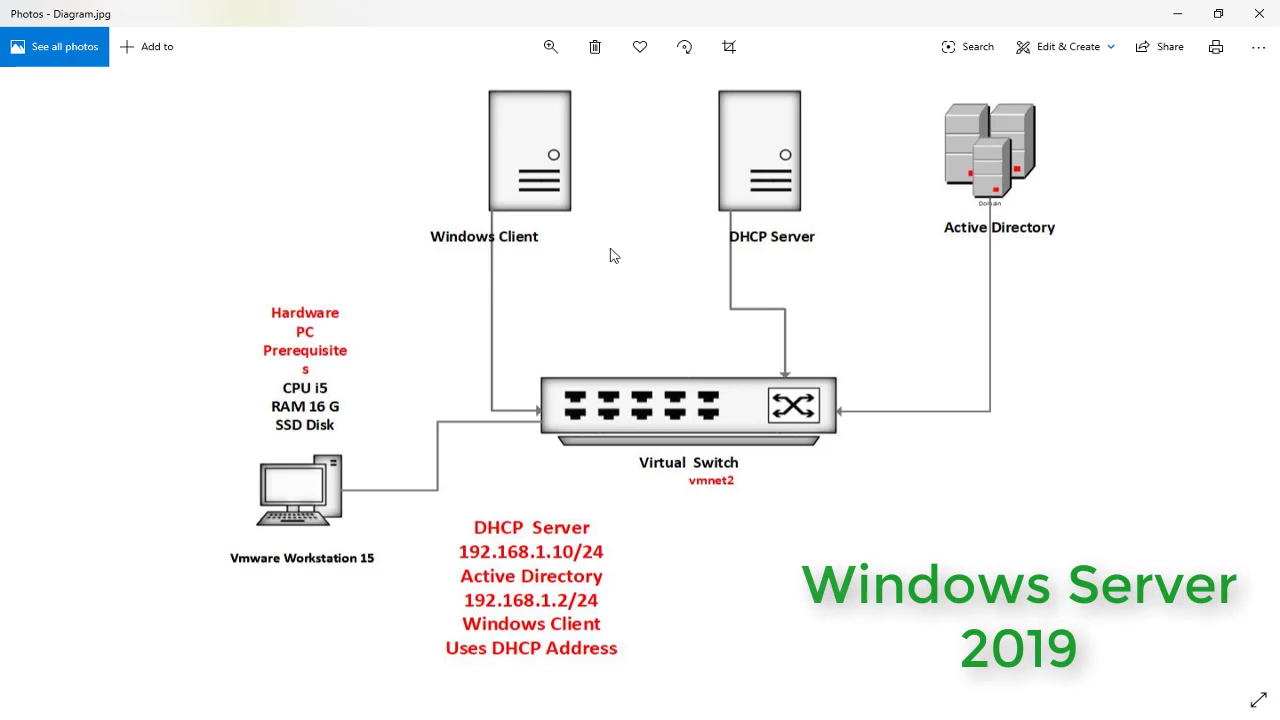 Photos - Diagram.jpg
See all photos
Add to
Search
Edit & Create
Share
Windows Client
DHCP Server
Domain
Active Directory
Hardware
PC
Prerequisite
s
CPU i5
RAM 16 G
SSD Disk
Virtual Switch
vmnet2
Vmware Workstation 15
DHCP Server
192.168.1.10/24
Active Directory
192.168.1.2/24
Windows Client
Uses DHCP Address
Windows Server
2019